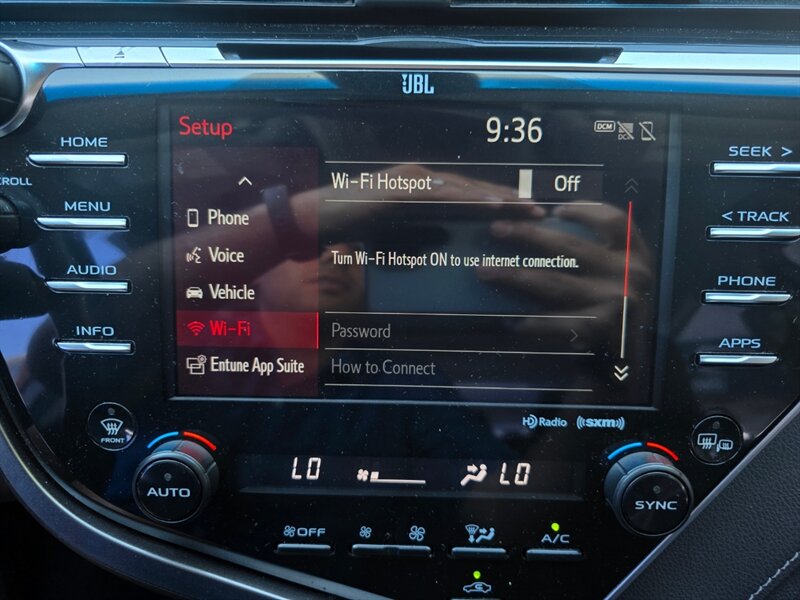 JBL
Setup
9:36
DCM
DCM
HOME
SCROLL
MENU
AUDIO
INFO
FRONT
Phone
Voice
Vehicle
Wi-Fi
Entune App Suite
Wi-Fi Hotspot
Off
Turn Wi-Fi Hotspot ON to use internet connection.
Password
How to Connect
SEEK >
< TRACK
PHONE
APPS
HD Radio
((SXM))
LO
LO
AUTO
SYNC
OFF
A/C